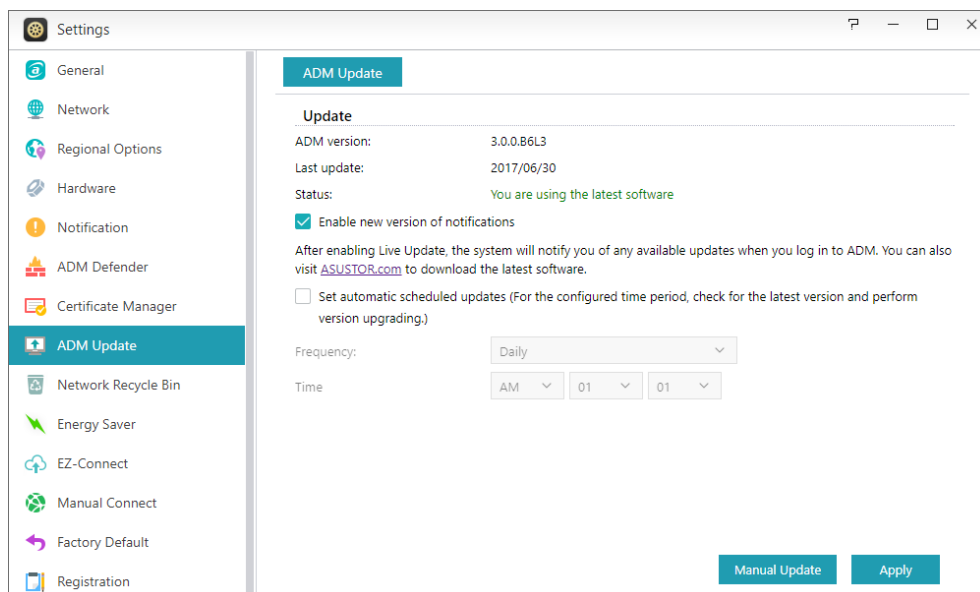 Settings
General
Network
Regional Options
Hardware
Notification
ADM Defender
Certificate Manager
ADM Update
Network Recycle Bin
Energy Saver
EZ-Connect
Manual Connect
Factory Default
Registration
ADM Update
Update
ADM version: 3.0.0.B6L3
Last update: 2017/06/30
Status: You are using the latest software
Enable new version of notifications
After enabling Live Update, the system will notify you of any available updates when you log in to ADM. You can also
visit ASUSTOR.com to download the latest software.
Set automatic scheduled updates (For the configured time period, check for the latest version and perform
version upgrading.)
Frequency: Daily
Time AM 01 01
Manual Update Apply